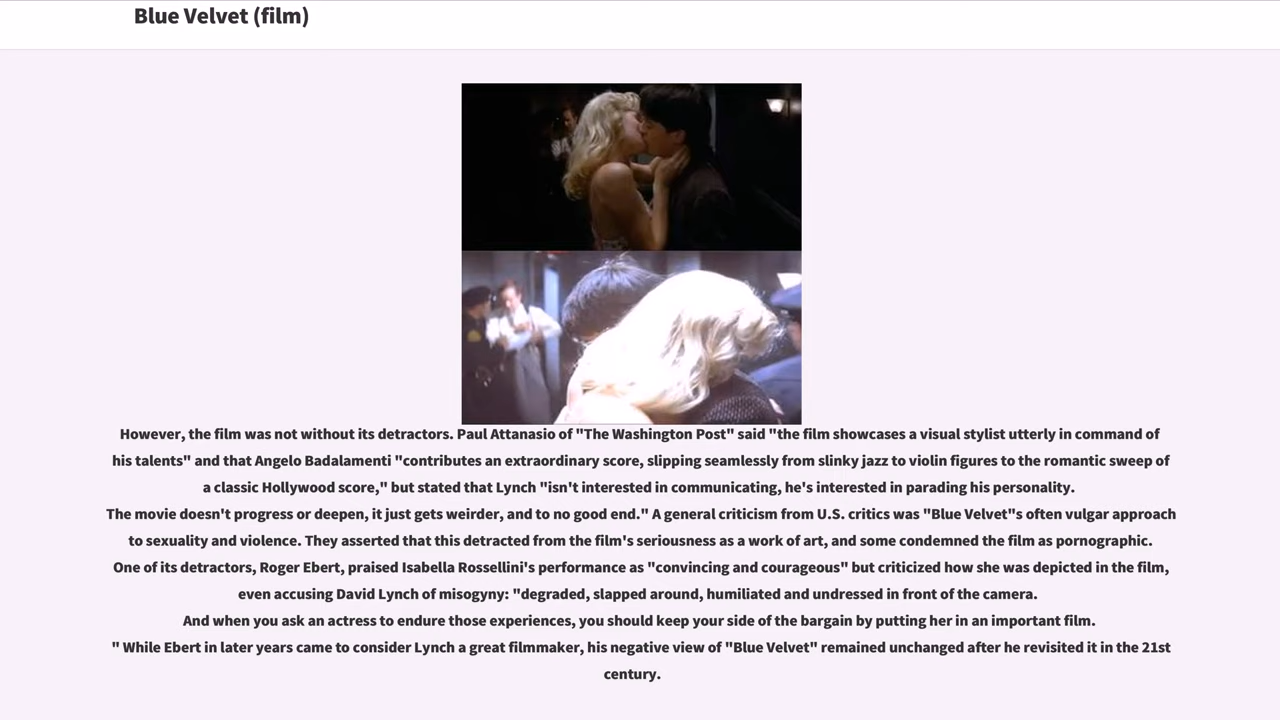 Blue Velvet (film)
However, the film was not without its detractors. Paul Attanasio of "The Washington Post" said "the film showcases a visual stylist utterly in command of
his talents" and that Angelo Badalamenti "contributes an extraordinary score, slipping seamlessly from slinky jazz to violin figures to the romantic sweep of
a classic Hollywood score," but stated that Lynch "isn't interested in communicating, he's interested in parading his personality.
The movie doesn't progress or deepen, it just gets weirder, and to no good end." A general criticism from U.S. critics was "Blue Velvet"s often vulgar approach
to sexuality and violence. They asserted that this detracted from the film's seriousness as a work of art, and some condemned the film as pornographic.
One of its detractors, Roger Ebert, praised Isabella Rossellini's performance as "convincing and courageous" but criticized how she was depicted in the film,
even accusing David Lynch of misogyny: "degraded, slapped around, humiliated and undressed in front of the camera.
And when you ask an actress to endure those experiences, you should keep your side of the bargain by putting her in an important film.
" While Ebert in later years came to consider Lynch a great filmmaker, his negative view of "Blue Velvet" remained unchanged after he revisited it in the 21st
century.